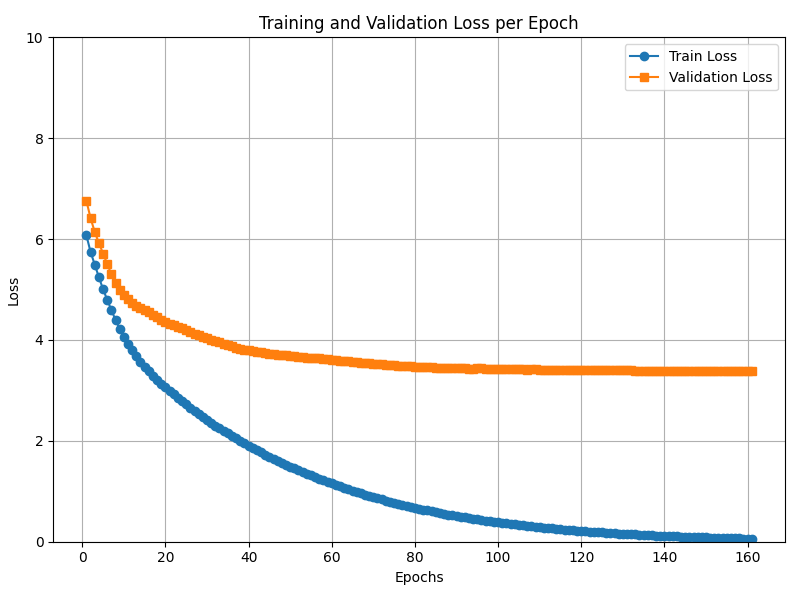 Training and Validation Loss per Epoch
Train Loss
Validation Loss
10
8
6
4
2
0
Loss
0 20 40 60 80 100 120 140 160
Epochs